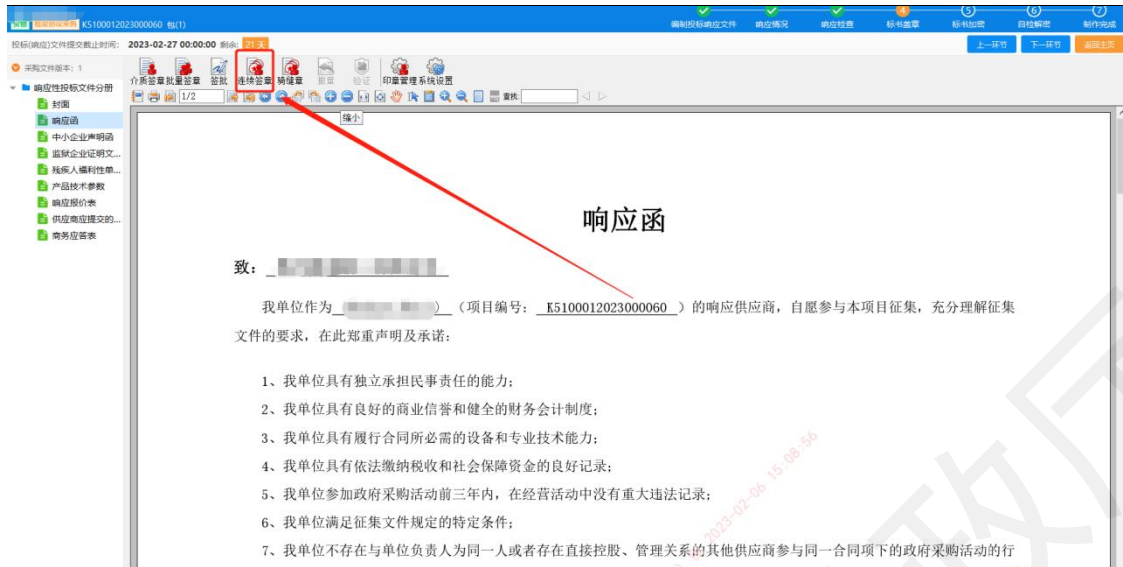 K5100012023000060 包(1)
编制投标响应文件 响应情况 响应检查 4 标书盖章 5 标书加密 6 自检解密 7 制作完成
投标(响应)文件提交截止时间: 2023-02-27 00:00:00 剩余: 21 天
上一环节 下一环节 返回主页
采购文件版本: 1
介质签章 批量签章 签批 连续签章 骑缝章 撤章 验证 印章管理 系统设置
1/2 查找:
缩小
响应性投标文件分册
封面
响应函
中小企业声明函
监狱企业证明文...
残疾人福利性单...
产品技术参数
响应报价表
供应商应提交的...
商务应答表
响应函
致:
我单位作为 (项目编号: K5100012023000060 )的响应供应商,自愿参与本项目征集,充分理解征集
文件的要求,在此郑重声明及承诺:
1、我单位具有独立承担民事责任的能力;
2、我单位具有良好的商业信誉和健全的财务会计制度;
3、我单位具有履行合同所必需的设备和专业技术能力;
4、我单位具有依法缴纳税收和社会保障资金的良好记录;
5、我单位参加政府采购活动前三年内,在经营活动中没有重大违法记录;
6、我单位满足征集文件规定的特定条件;
7、我单位不存在与单位负责人为同一人或者存在直接控股、管理关系的其他供应商参与同一合同项下的政府采购活动的行
2023-02-06 15:08:56